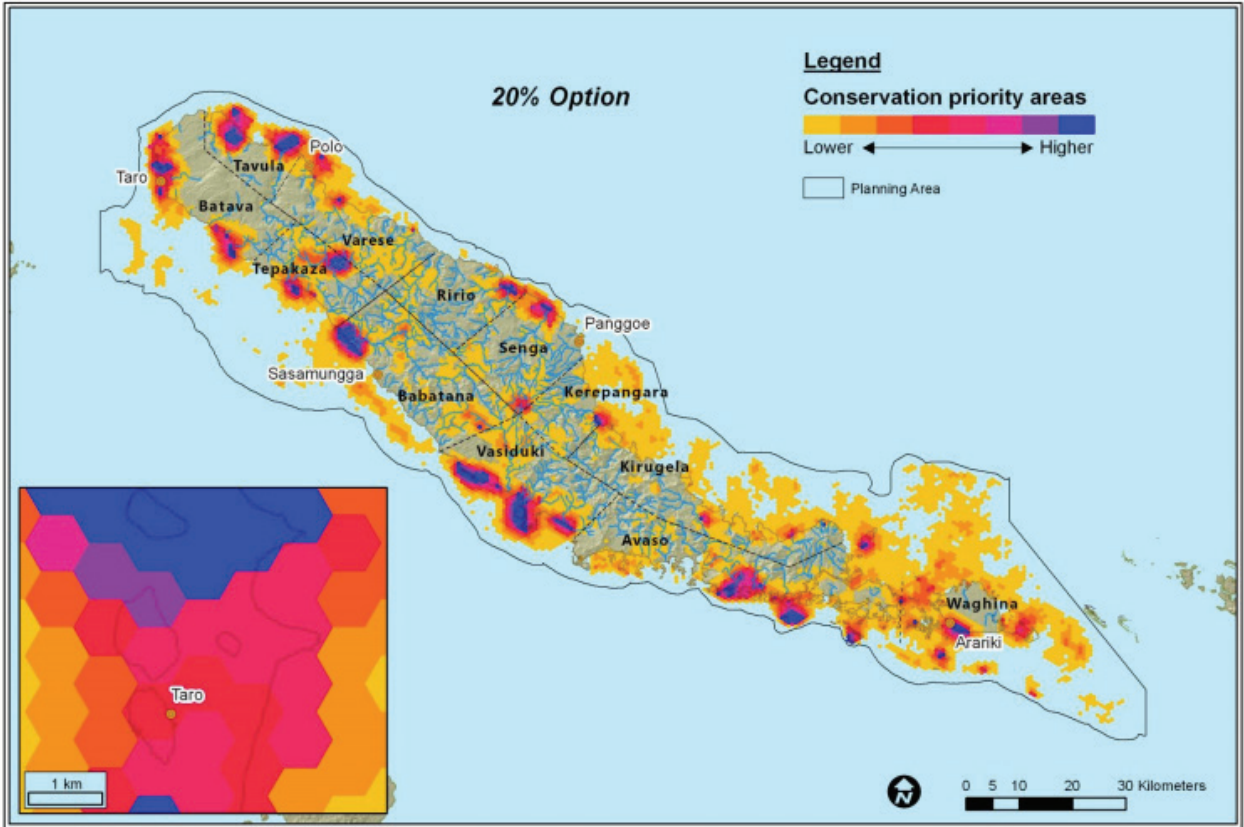 20% Option
Legend
Conservation priority areas
Lower Higher
Planning Area
Polo
Tavula
Taro
Batava
Varese
Tepakaza
Ririo
Panggoe
Senga
Sasamungga
Babatana
Kerepangara
Vasiduki
Kirugela
Avaso
Waghina
Arariki
Taro
1 km
N
0 5 10 20 30 Kilometers